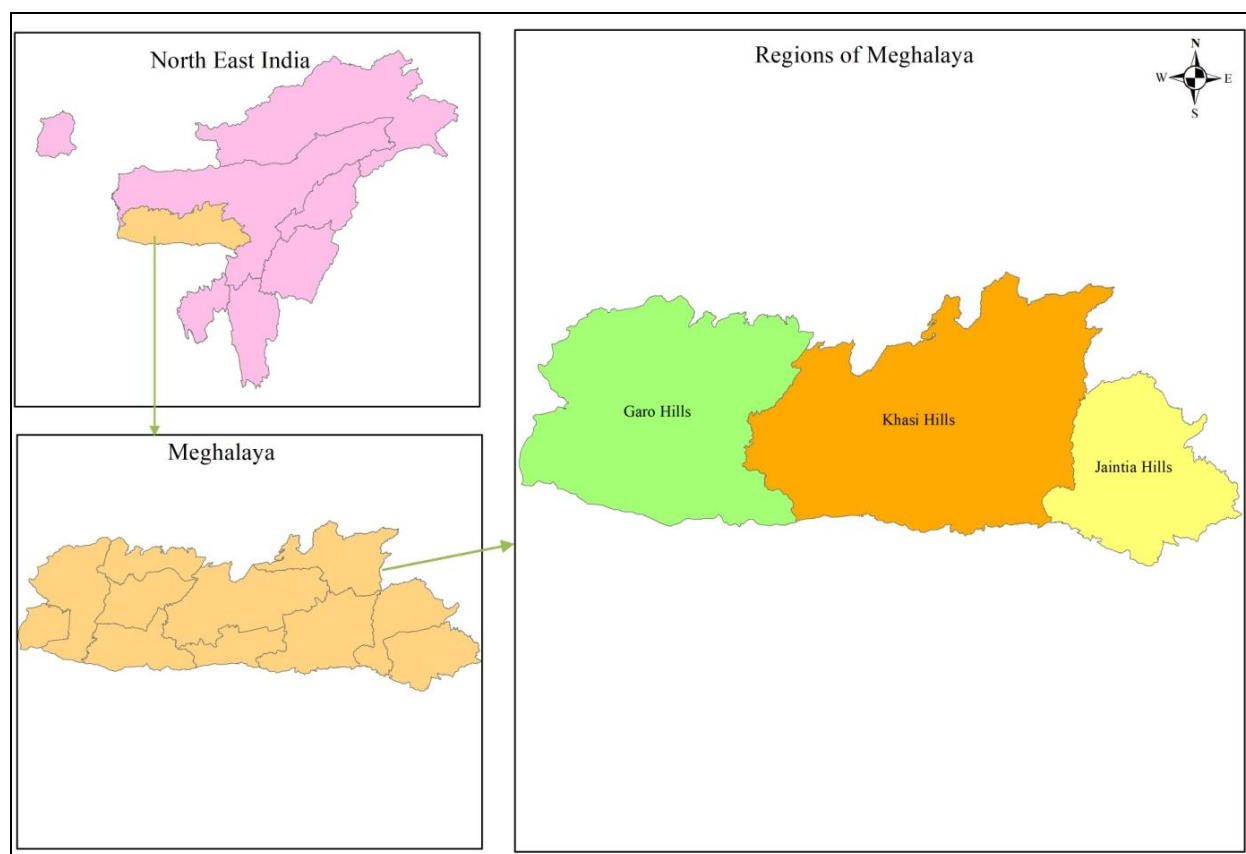 North East India
Meghalaya
Regions of Meghalaya
N
W
E
S
Garo Hills
Khasi Hills
Jaintia Hills